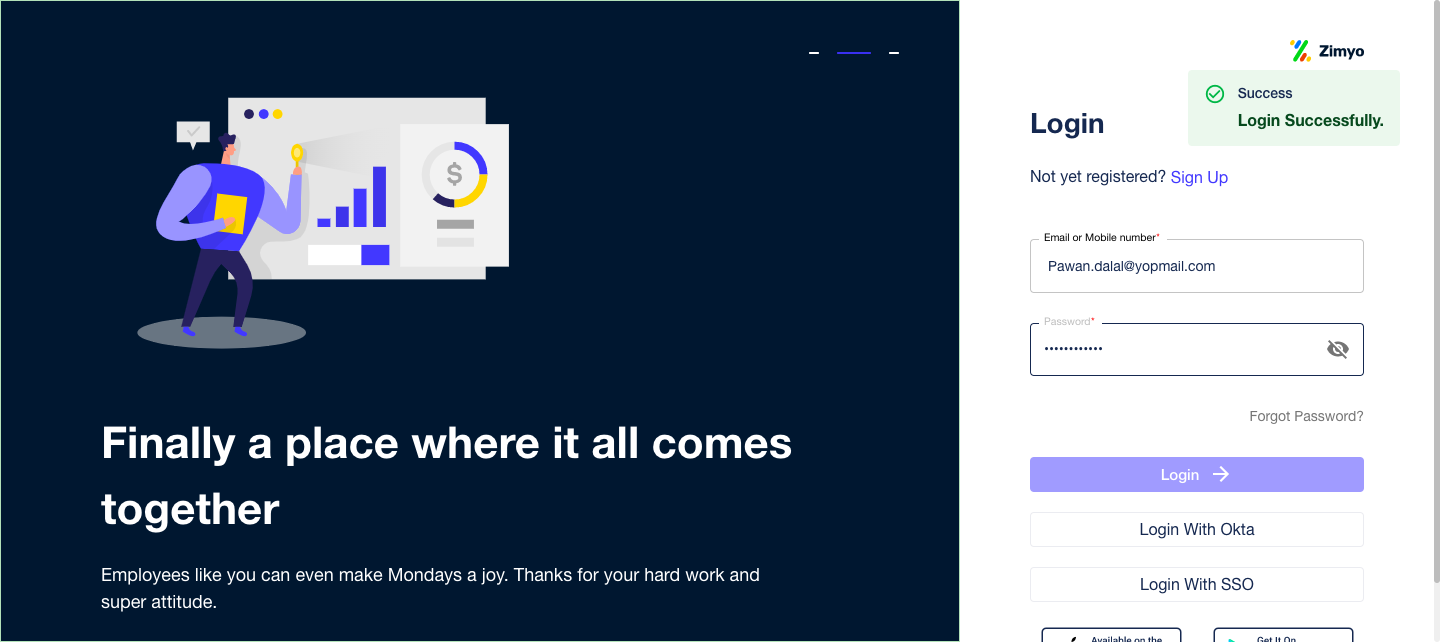 Zimyo
Success
Login Successfully.
Login
Not yet registered? Sign Up
Email or Mobile number*
Pawan.dalal@yopmail.com
Password*
••••••••••••
Forgot Password?
Login
Login With Okta
Login With SSO
Available on the
Get It On
$
Finally a place where it all comes
together
Employees like you can even make Mondays a joy. Thanks for your hard work and
super attitude.